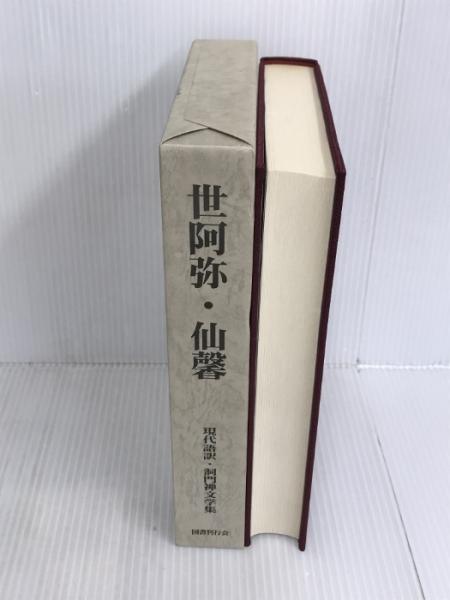 世阿弥・仙馨
現代語訳・洞門禅文学集
国書刊行会